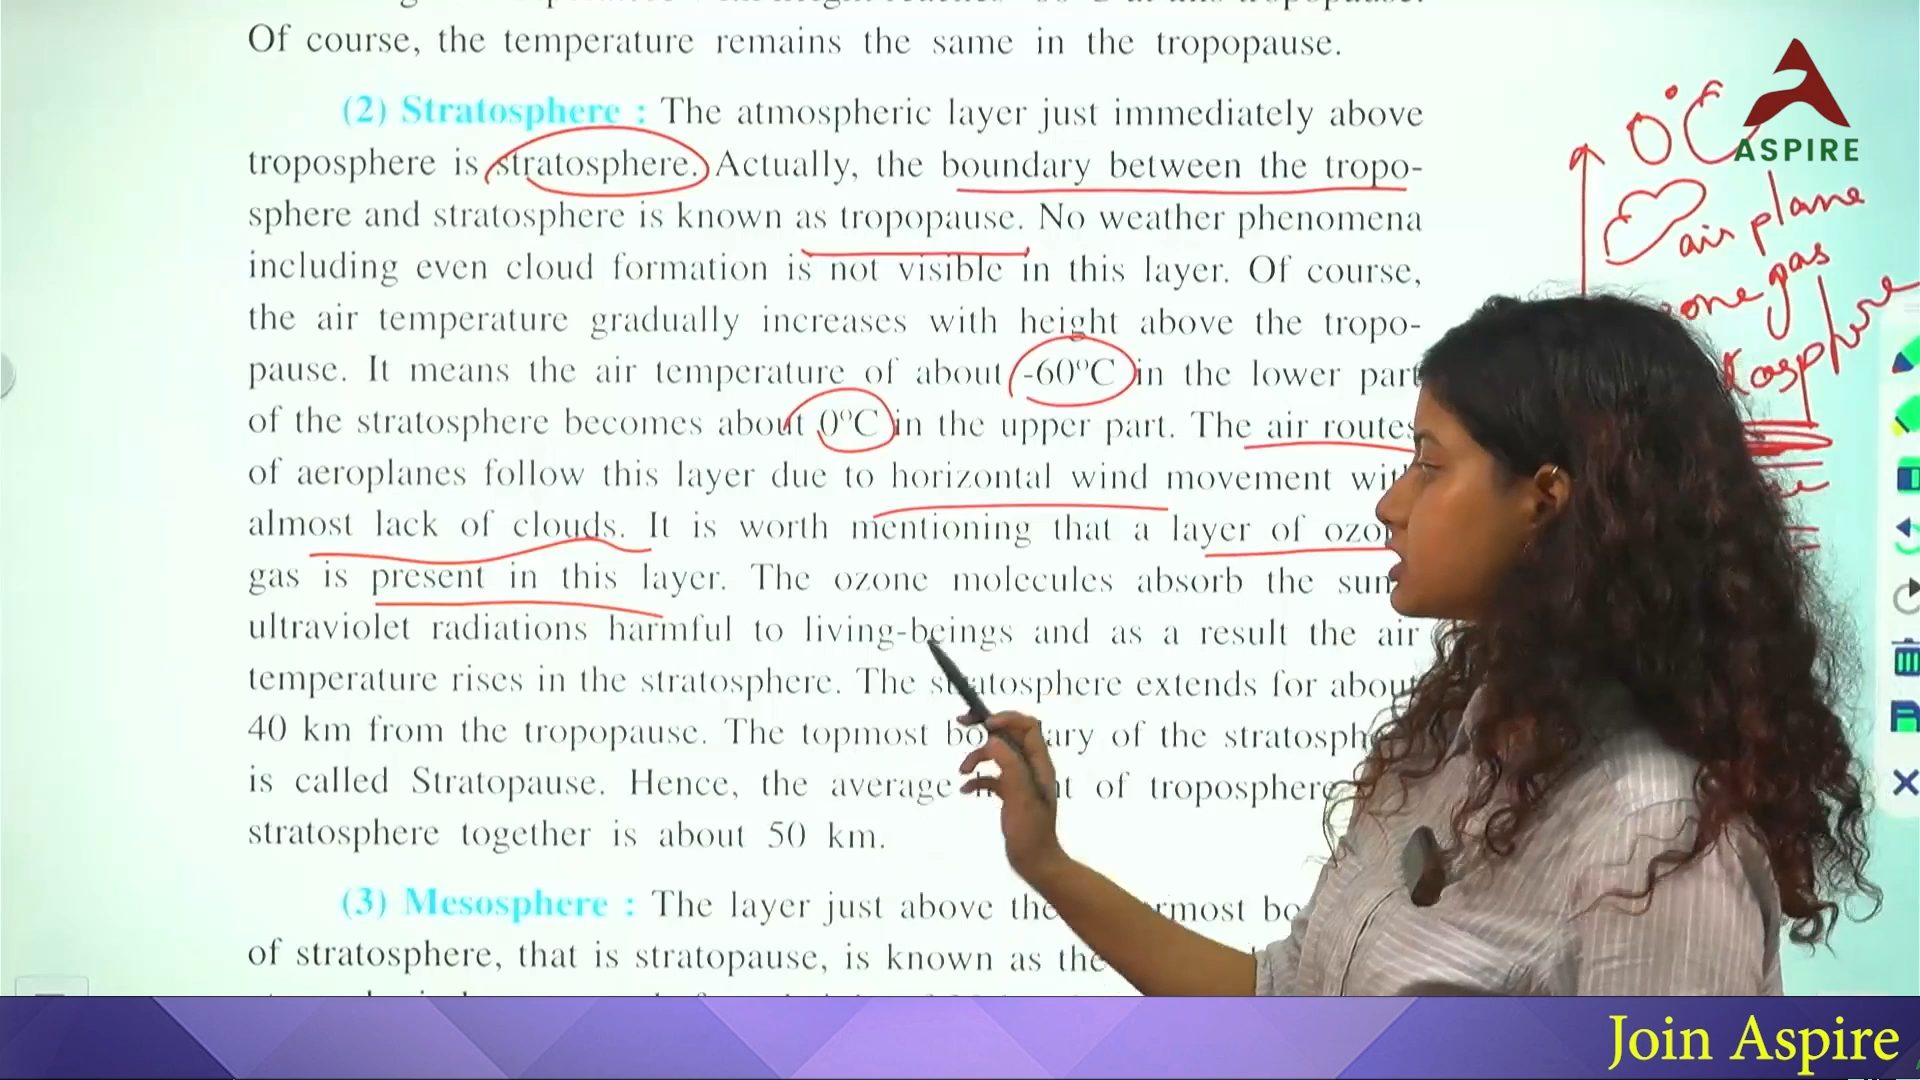 Of course, the temperature remains the same in the tropopause.
(2) Stratosphere : The atmospheric layer just immediately above
troposphere is stratosphere. Actually, the boundary between the tropo-
sphere and stratosphere is known as tropopause. No weather phenomena
including even cloud formation is not visible in this layer. Of course,
the air temperature gradually increases with height above the tropo-
pause. It means the air temperature of about -60°C in the lower part
of the stratosphere becomes about 0°C in the upper part. The air routes
of aeroplanes follow this layer due to horizontal wind movement with
almost lack of clouds. It is worth mentioning that a layer of
gas is present in this layer. The ozone molecules absorb the
ultraviolet radiations harmful to living-beings and as a result the air
temperature rises in the stratosphere. The stratosphere extends for about
40 km from the tropopause. The topmost of the
is called Stratopause. Hence, the average of troposphere
stratosphere together is about 50 km.
(3) Mesosphere : The layer just above the
of stratosphere, that is stratopause, is known as the
0°C
ASPIRE
air plane
gas
Join Aspire